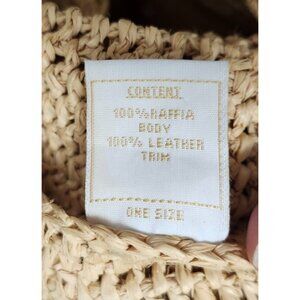 CONTENT
100% RAFFIA
BODY
100% LEATHER
TRIM
ONE SIZE